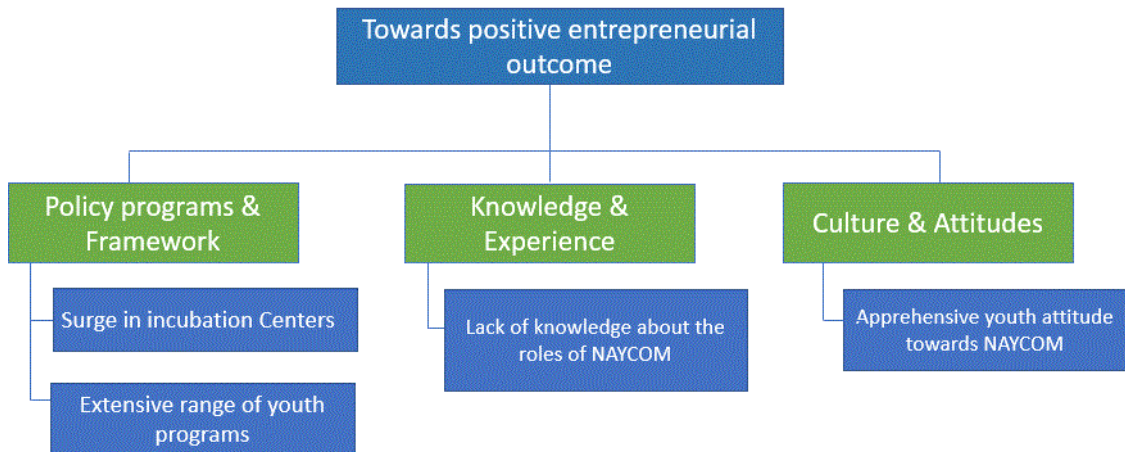 Towards positive entrepreneurial
outcome
Policy programs &
Framework
Surge in incubation Centers
Extensive range of youth
programs
Knowledge &
Experience
Lack of knowledge about the
roles of NAYCOM
Culture & Attitudes
Apprehensive youth attitude
towards NAYCOM